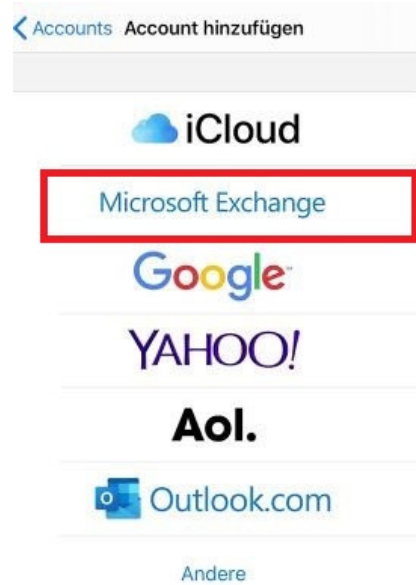 Accounts Account hinzufügen
iCloud
Microsoft Exchange
Google
YAHOO!
Aol.
Outlook.com
Andere